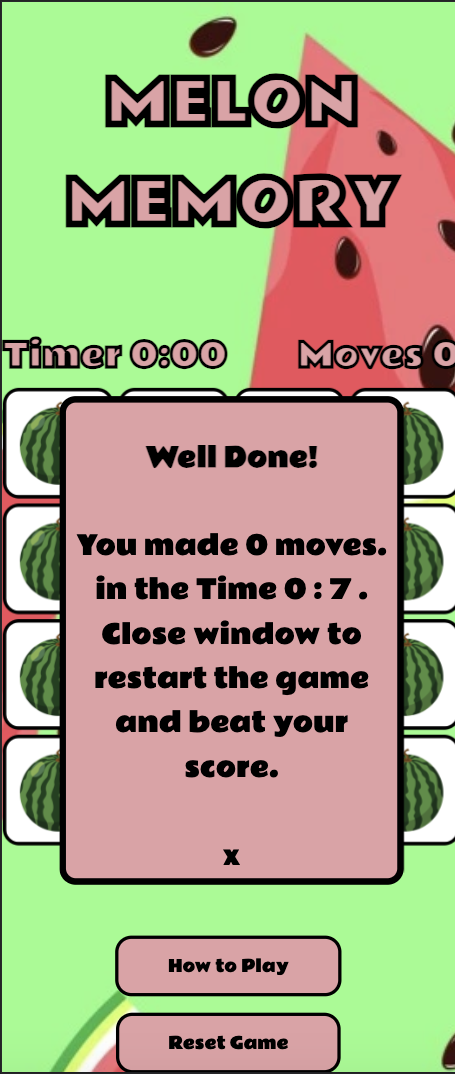 MELON
MEMORY
Timer 0:00 Moves 0
Well Done!
You made 0 moves.
in the Time 0 : 7 .
Close window to
restart the game
and beat your
score.
x
How to Play
Reset Game